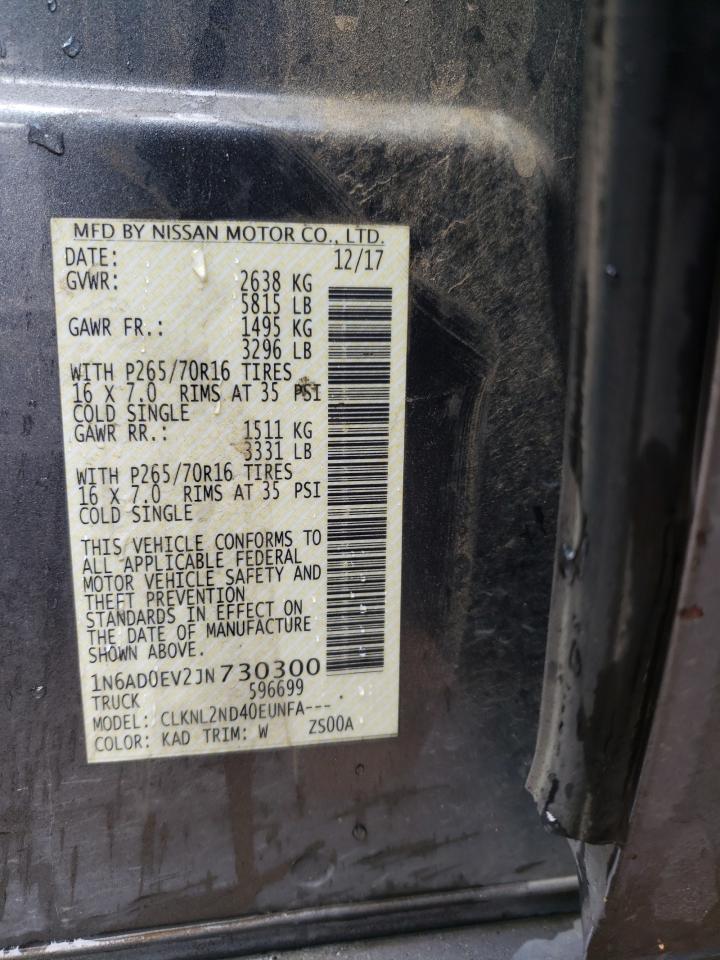 MFD BY NISSAN MOTOR CO., LTD.
DATE: 12/17
GVWR: 2638 KG
5815 LB
GAWR FR.: 1495 KG
3296 LB
WITH P265/70R16 TIRES
16 X 7.0 RIMS AT 35 PSI
COLD SINGLE
GAWR RR.: 1511 KG
3331 LB
WITH P265/70R16 TIRES
16 X 7.0 RIMS AT 35 PSI
COLD SINGLE
THIS VEHICLE CONFORMS TO
ALL APPLICABLE FEDERAL
MOTOR VEHICLE SAFETY AND
THEFT PREVENTION
STANDARDS IN EFFECT ON
THE DATE OF MANUFACTURE
SHOWN ABOVE.
1N6AD0EV2JN730300
TRUCK 596699
MODEL: CLKNL2ND40EUNFA---
COLOR: KAD TRIM: W ZS00A